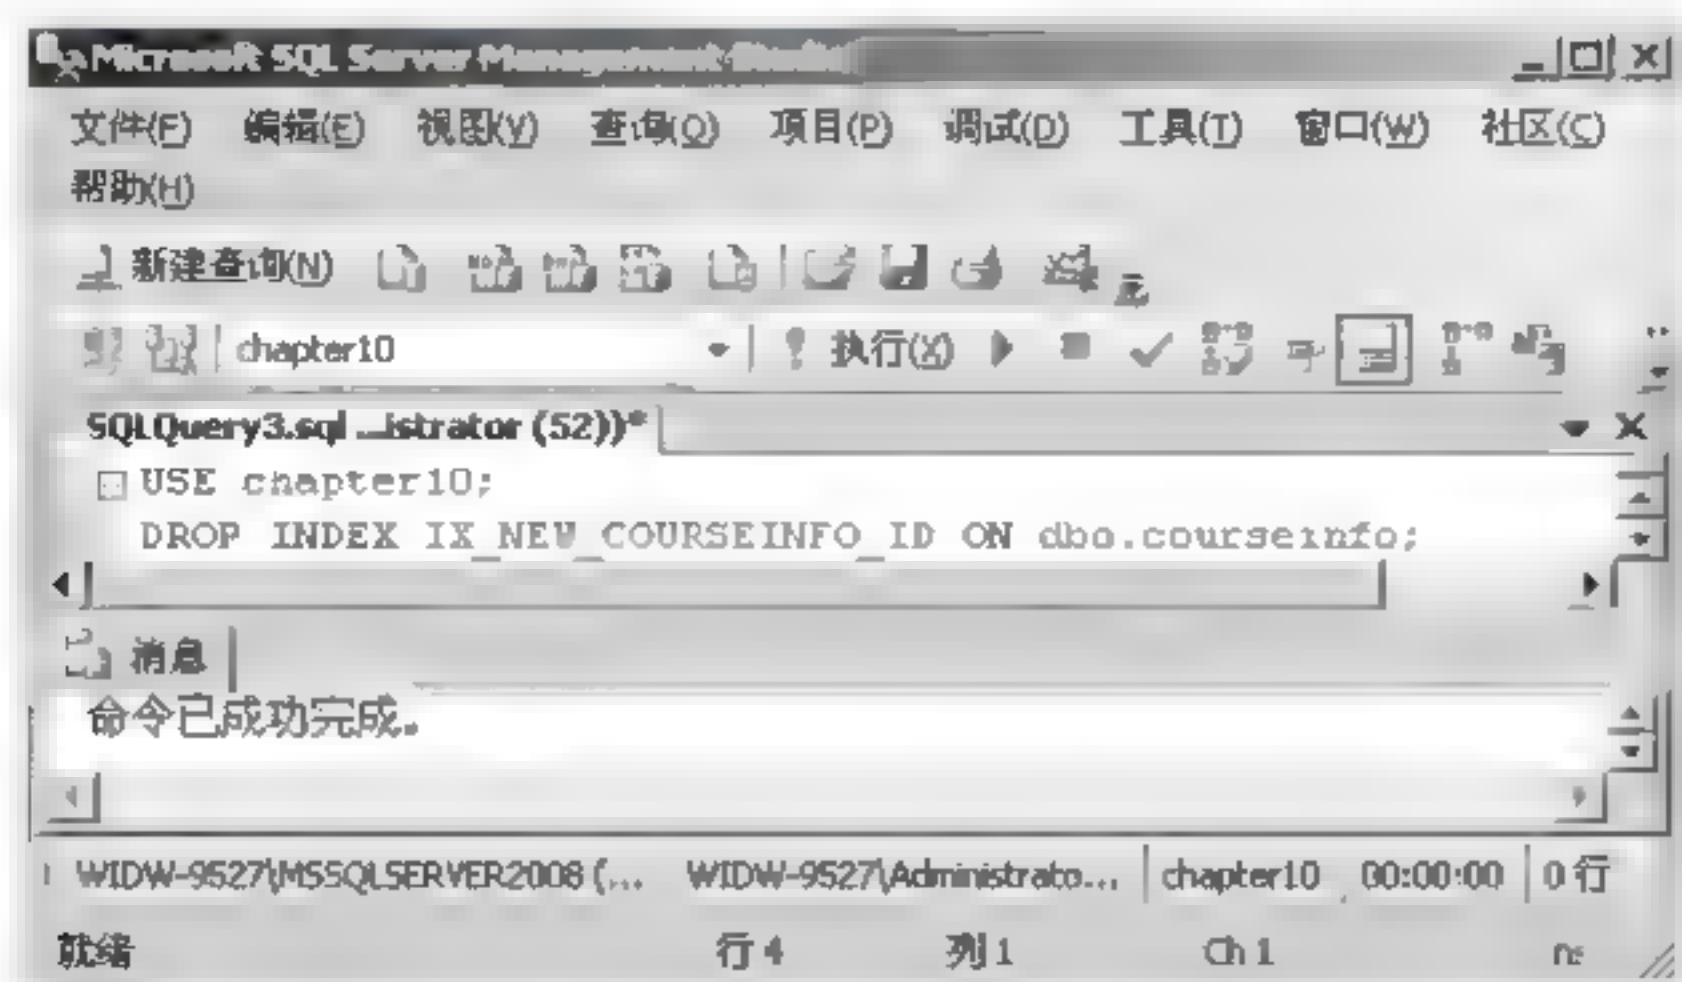 Microsoft SQL Server Management Studio
文件(F) 编辑(E) 视图(V) 查询(Q) 项目(P) 调试(D) 工具(T) 窗口(W) 社区(C)
帮助(H)
新建查询(N)
chapter10 执行(X)
SQLQuery3.sql ...istrator (52))*
USE chapter10;
DROP INDEX IX_NEW_COURSEINFO_ID ON dbo.courseinfo;
消息
命令已成功完成。
WIDW-9527\MSSQLSERVER2008 (... WIDW-9527\Administrato... chapter10 00:00:00 0 行
就绪 行 4 列 1 Ch 1